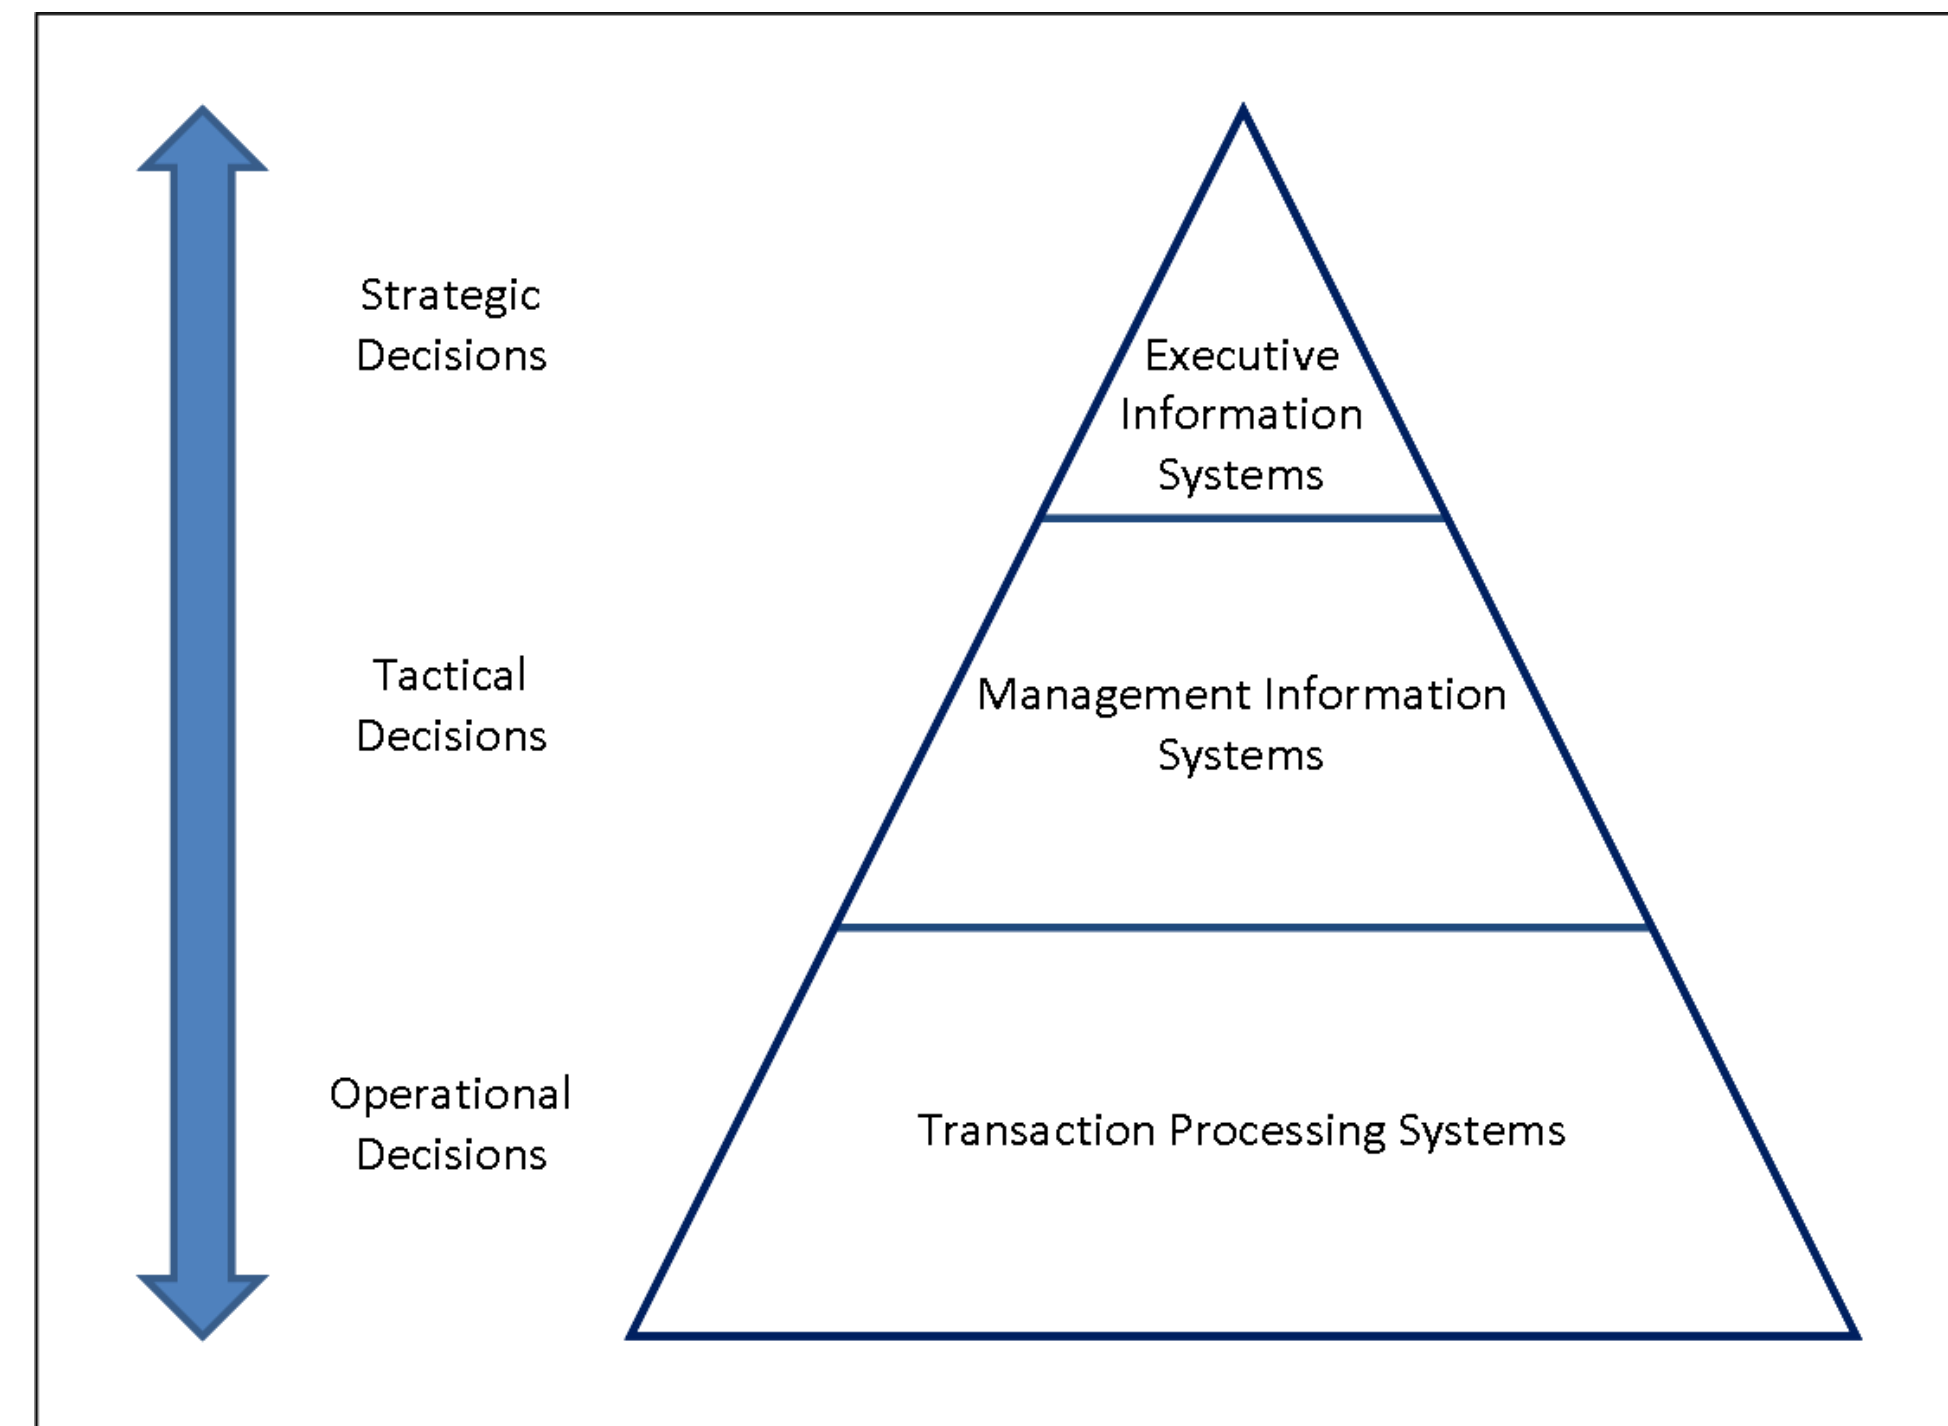 Strategic
Decisions
Executive
Information
Systems
Tactical
Decisions
Management Information
Systems
Operational
Decisions
Transaction Processing Systems